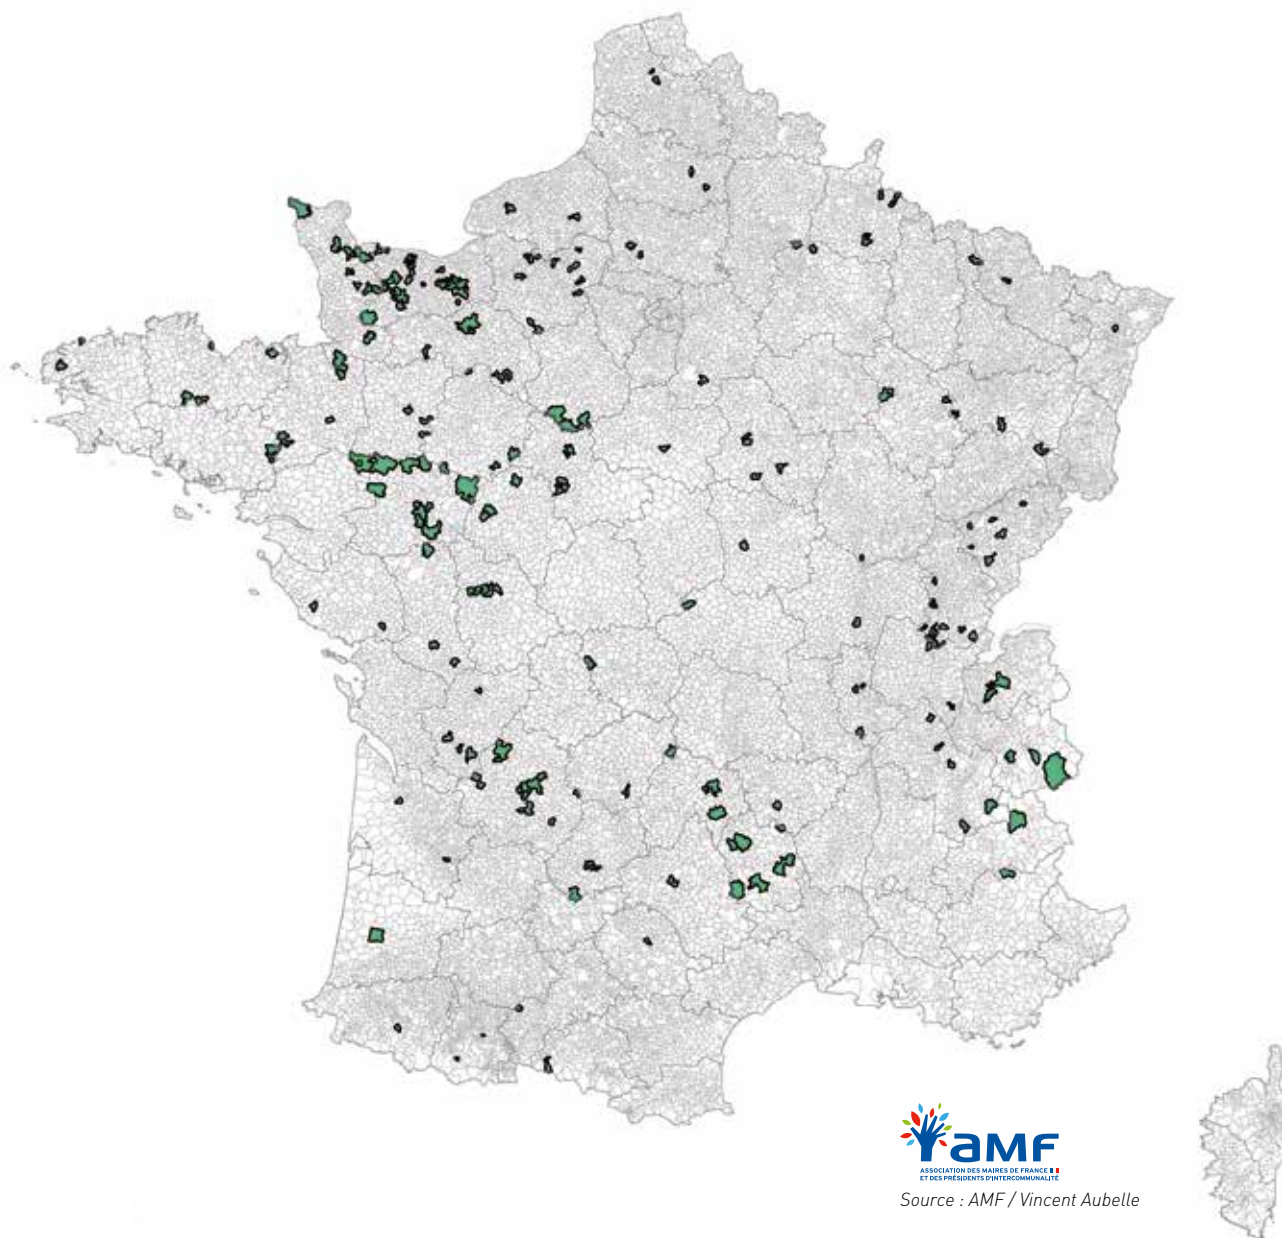 aMF
ASSOCIATION DES MAIRES DE FRANCE
ET DES PRÉSIDENTS D'INTERCOMMUNALITÉ
Source : AMF / Vincent Aubelle